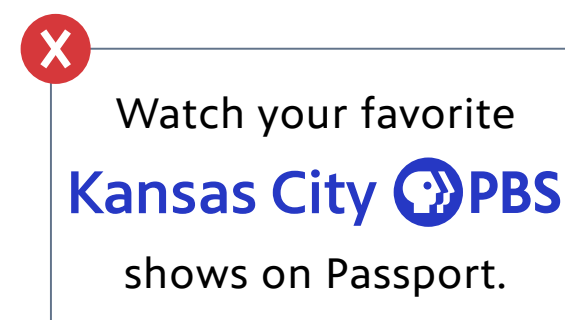 X
Watch your favorite
Kansas City PBS
shows on Passport.